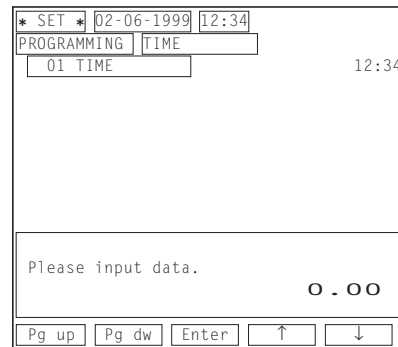 * SET * 02-06-1999 12:34
PROGRAMMING TIME
01 TIME 12:34
Please input data.
0.00
Pg up Pg dw Enter ↑ ↓